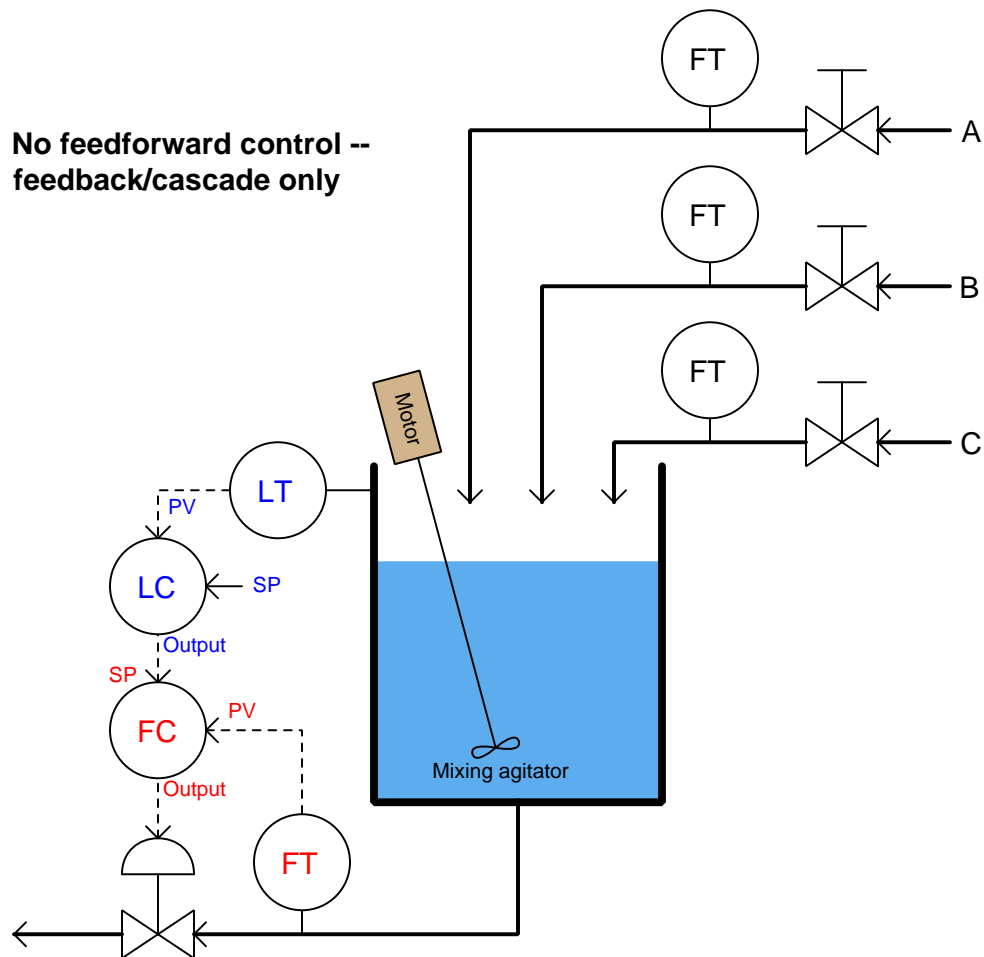 FT
A
No feedforward control --
feedback/cascade only
FT
B
FT
C
Motor
LT
PV
LC
SP
Output
SP
FC
PV
Mixing agitator
Output
FT